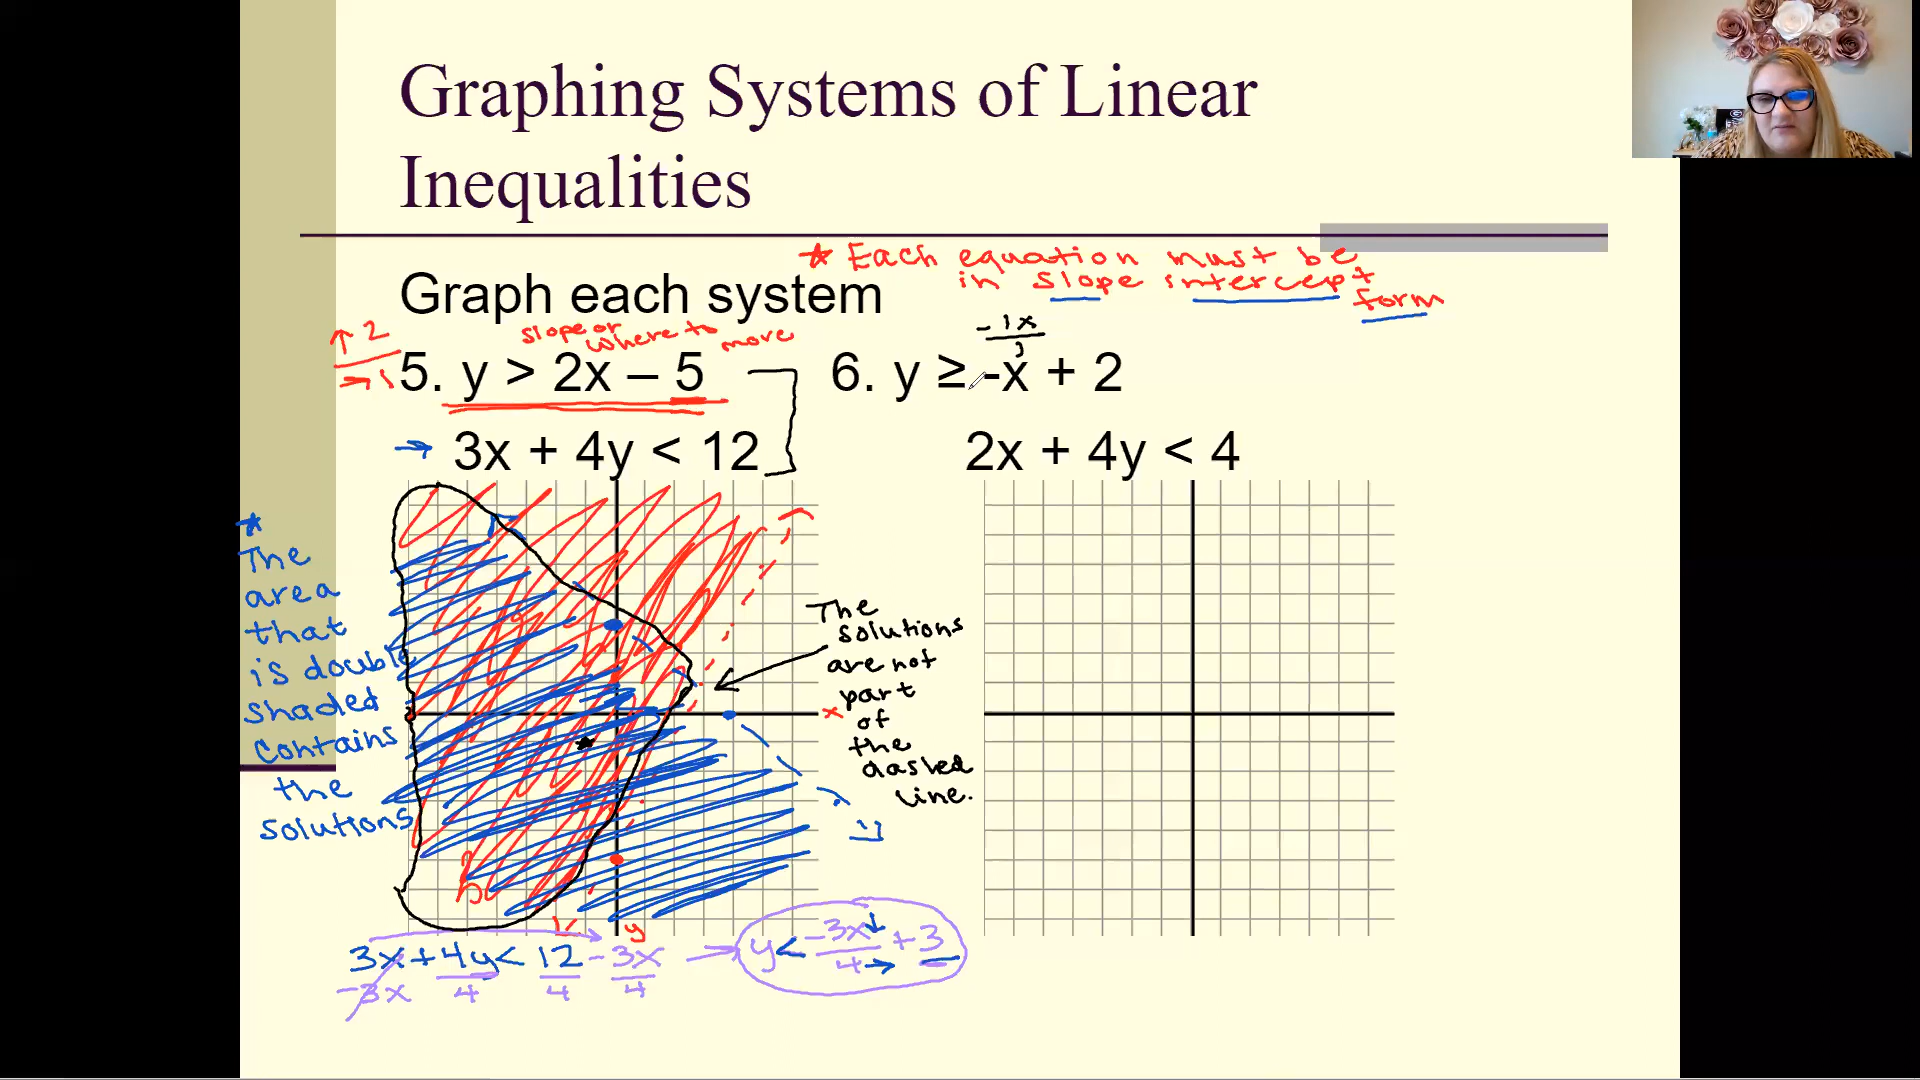 Graphing Systems of Linear
Inequalities
★ Each equation must be
in slope intercept
form
Graph each system
slope or
where to
move
↑2
→1
5. y > 2x – 5
3x + 4y < 12
-1x
1
6. y ≥ -x + 2
2x + 4y < 4
★
The
area
that
is double
shaded
contains
the
solutions
The
solutions
are not
part
of
the
dashed
line.
x
y
3x+4y< 12-3x
-3x 4 4 4
y< -3x↓ + 3
4→